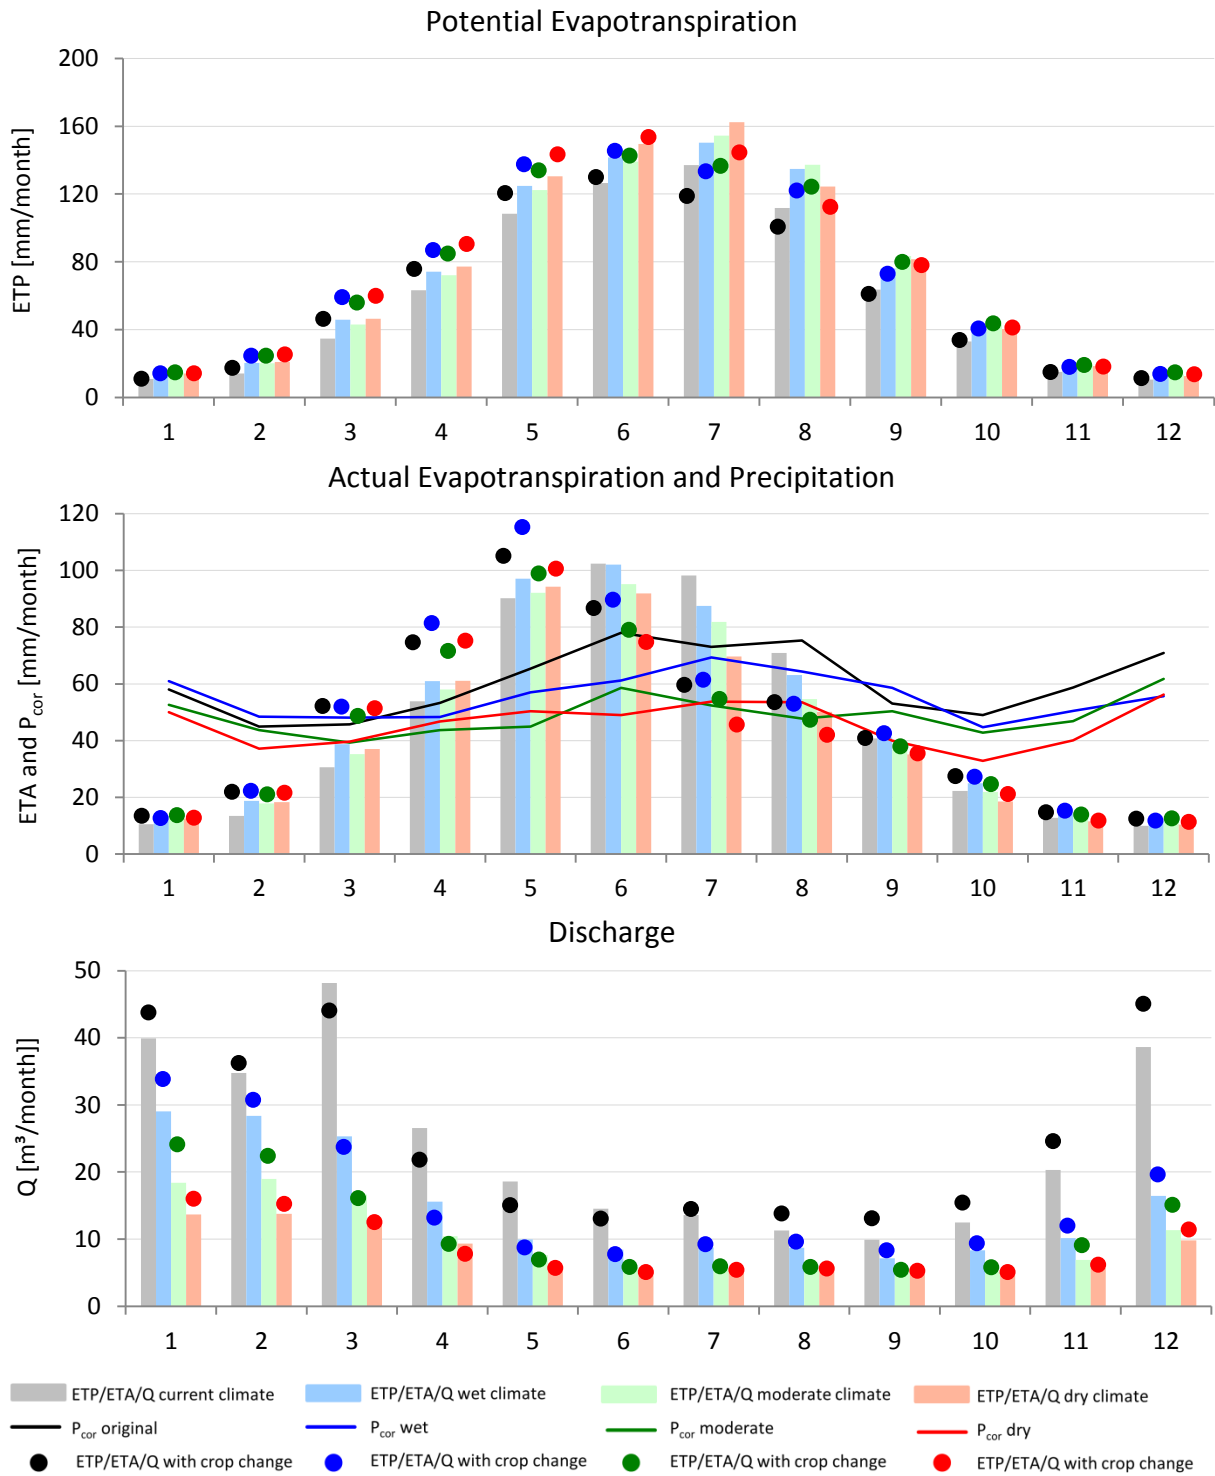 Potential Evapotranspiration
200
160
120
80
40
0
ETP [mm/month]
1 2 3 4 5 6 7 8 9 10 11 12
Actual Evapotranspiration and Precipitation
120
100
80
60
40
20
0
ETA and Pcor [mm/month]
1 2 3 4 5 6 7 8 9 10 11 12
Discharge
50
40
30
20
10
0
Q [m³/month]]
1 2 3 4 5 6 7 8 9 10 11 12
ETP/ETA/Q current climate ETP/ETA/Q wet climate ETP/ETA/Q moderate climate ETP/ETA/Q dry climate
Pcor original Pcor wet Pcor moderate Pcor dry
ETP/ETA/Q with crop change ETP/ETA/Q with crop change ETP/ETA/Q with crop change ETP/ETA/Q with crop change